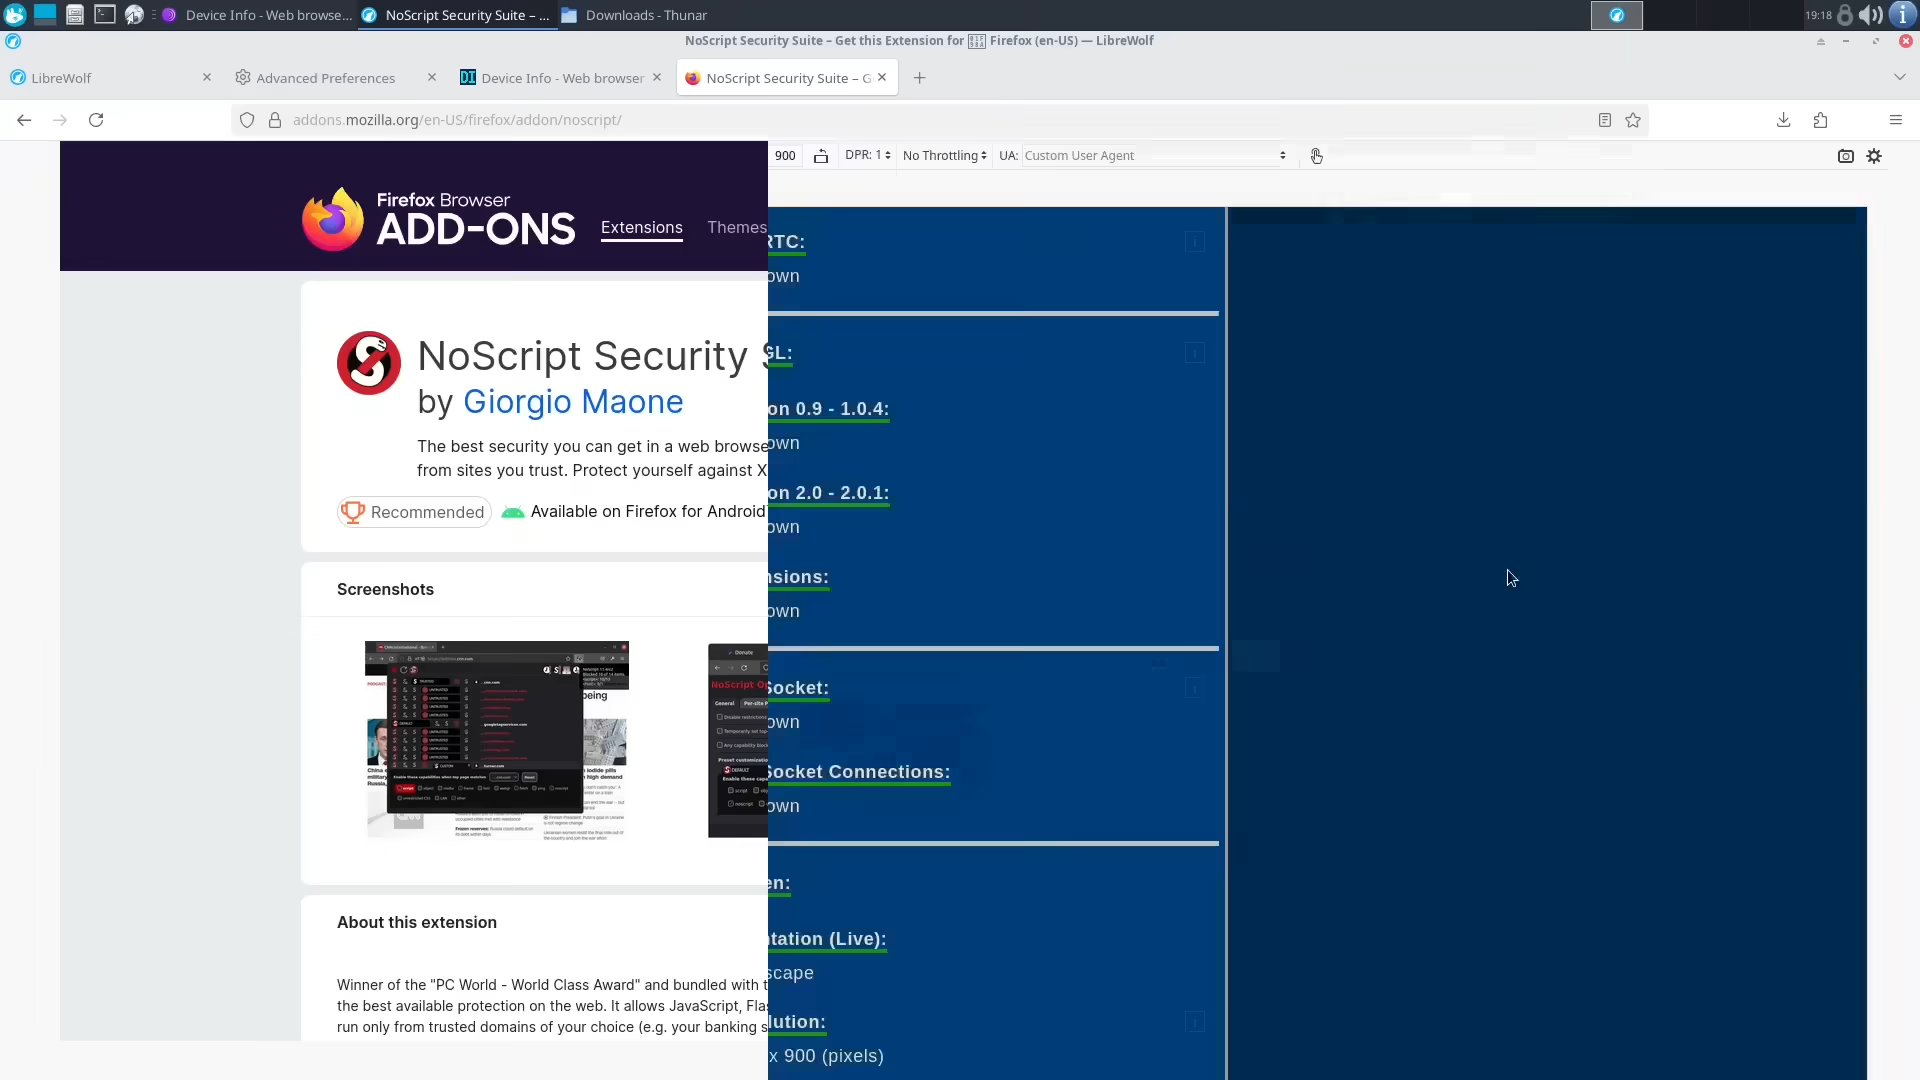 Device Info - Web browse...
NoScript Security Suite – ...
Downloads - Thunar
19:18
NoScript Security Suite – Get this Extension for Firefox (en-US) — LibreWolf
LibreWolf
Advanced Preferences
Device Info - Web browser
NoScript Security Suite – G
addons.mozilla.org/en-US/firefox/addon/noscript/
900
DPR: 1
No Throttling
UA:
Custom User Agent
Firefox Browser
ADD-ONS
Extensions
Themes
NoScript Security S
by Giorgio Maone
The best security you can get in a web browse
from sites you trust. Protect yourself against X
Recommended
Available on Firefox for Android
Screenshots
About this extension
Winner of the "PC World - World Class Award" and bundled with t
the best available protection on the web. It allows JavaScript, Flas
run only from trusted domains of your choice (e.g. your banking s
RTC:
own
GL:
on 0.9 - 1.0.4:
own
on 2.0 - 2.0.1:
own
nsions:
own
Socket:
own
Socket Connections:
own
en:
ntation (Live):
scape
lution:
x 900 (pixels)